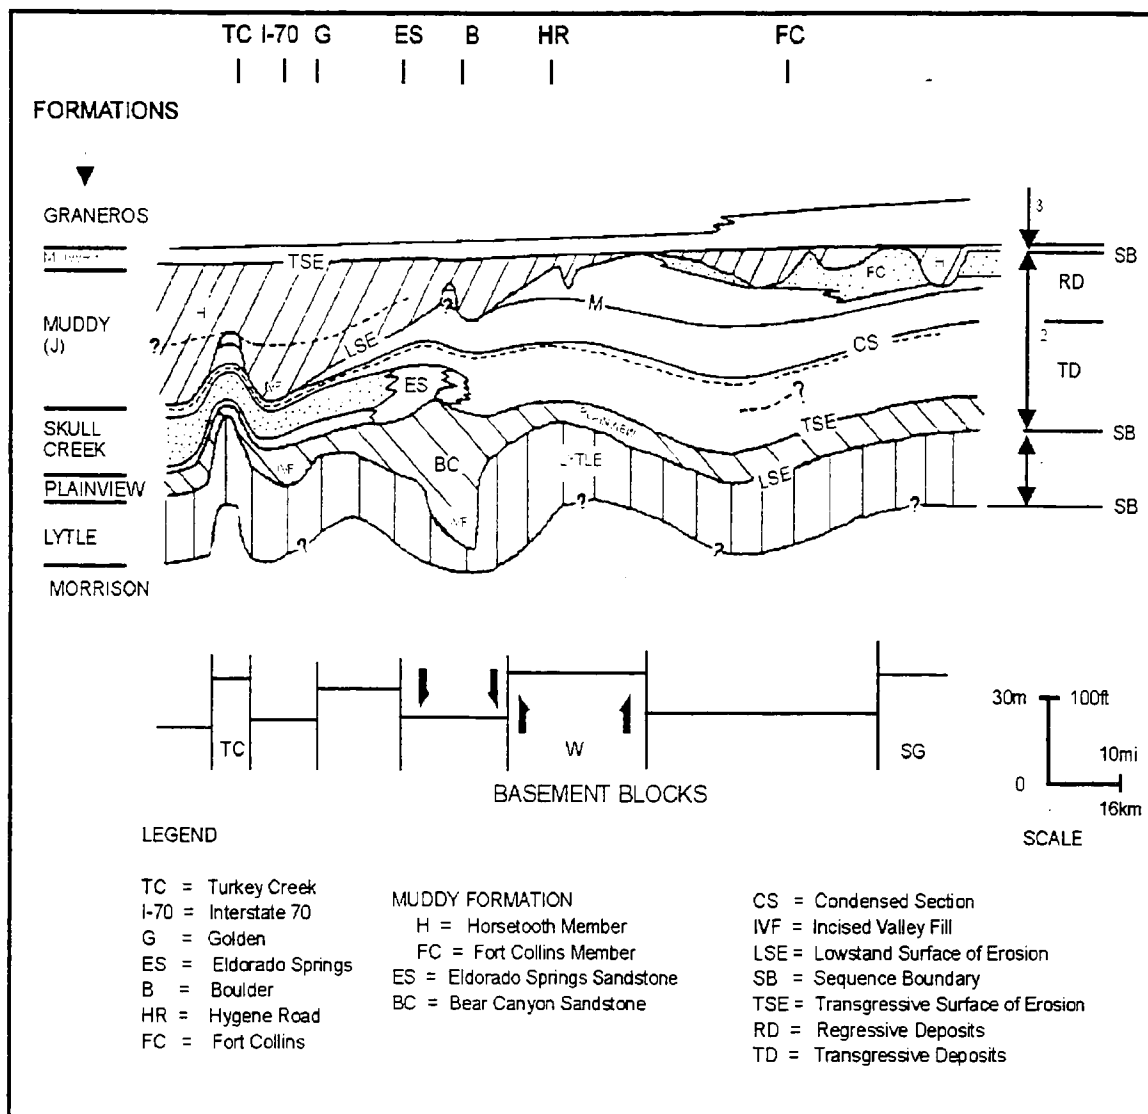 TC I-70 G ES B HR FC
FORMATIONS
GRANEROS
MUDDY
(J)
SKULL
CREEK
PLAINVIEW
LYTLE
MORRISON
TSE
H
?
LSE
IVF
?
M
ES
CS
FC
H
?
TSE
PLAINVIEW
LYTLE
BC
IVF
IVF
LSE
?
?
?
?
3
SB
RD
2
TD
SB
SB
TC
W
SG
BASEMENT BLOCKS
30m 100ft
10mi
0
16km
SCALE
LEGEND
TC = Turkey Creek
I-70 = Interstate 70
G = Golden
ES = Eldorado Springs
B = Boulder
HR = Hygene Road
FC = Fort Collins
MUDDY FORMATION
H = Horsetooth Member
FC = Fort Collins Member
ES = Eldorado Springs Sandstone
BC = Bear Canyon Sandstone
CS = Condensed Section
IVF = Incised Valley Fill
LSE = Lowstand Surface of Erosion
SB = Sequence Boundary
TSE = Transgressive Surface of Erosion
RD = Regressive Deposits
TD = Transgressive Deposits